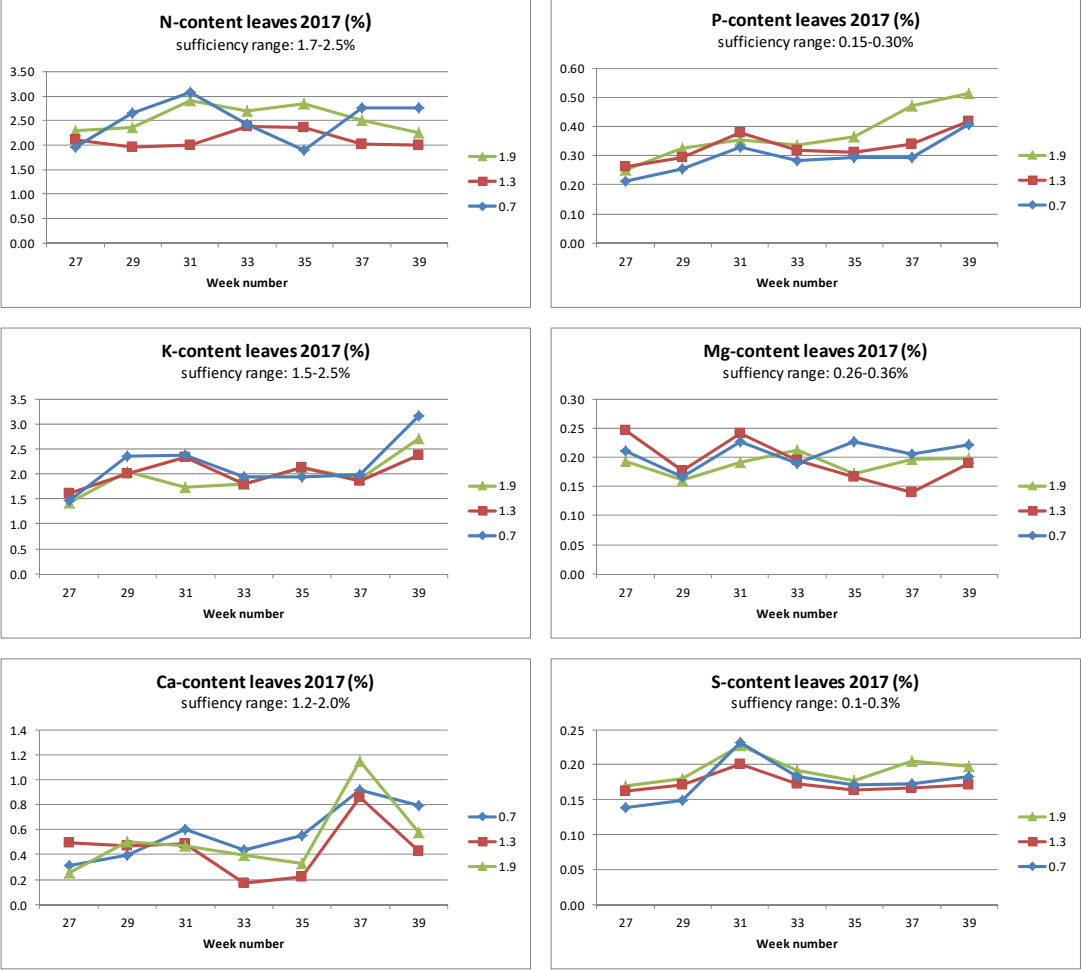 N-content leaves 2017 (%)
sufficiency range: 1.7-2.5%
3.50
3.00
2.50
2.00
1.50
1.00
0.50
0.00
27 29 31 33 35 37 39
Week number
1.9
1.3
0.7
P-content leaves 2017 (%)
sufficiency range: 0.15-0.30%
0.60
0.50
0.40
0.30
0.20
0.10
0.00
27 29 31 33 35 37 39
Week number
1.9
1.3
0.7
K-content leaves 2017 (%)
suffiency range: 1.5-2.5%
3.5
3.0
2.5
2.0
1.5
1.0
0.5
0.0
27 29 31 33 35 37 39
Week number
1.9
1.3
0.7
Mg-content leaves 2017 (%)
suffiency range: 0.26-0.36%
0.30
0.25
0.20
0.15
0.10
0.05
0.00
27 29 31 33 35 37 39
Week number
1.9
1.3
0.7
Ca-content leaves 2017 (%)
suffiency range: 1.2-2.0%
1.4
1.2
1.0
0.8
0.6
0.4
0.2
0.0
27 29 31 33 35 37 39
Week number
0.7
1.3
1.9
S-content leaves 2017 (%)
suffiency range: 0.1-0.3%
0.25
0.20
0.15
0.10
0.05
0.00
27 29 31 33 35 37 39
Week number
1.9
1.3
0.7